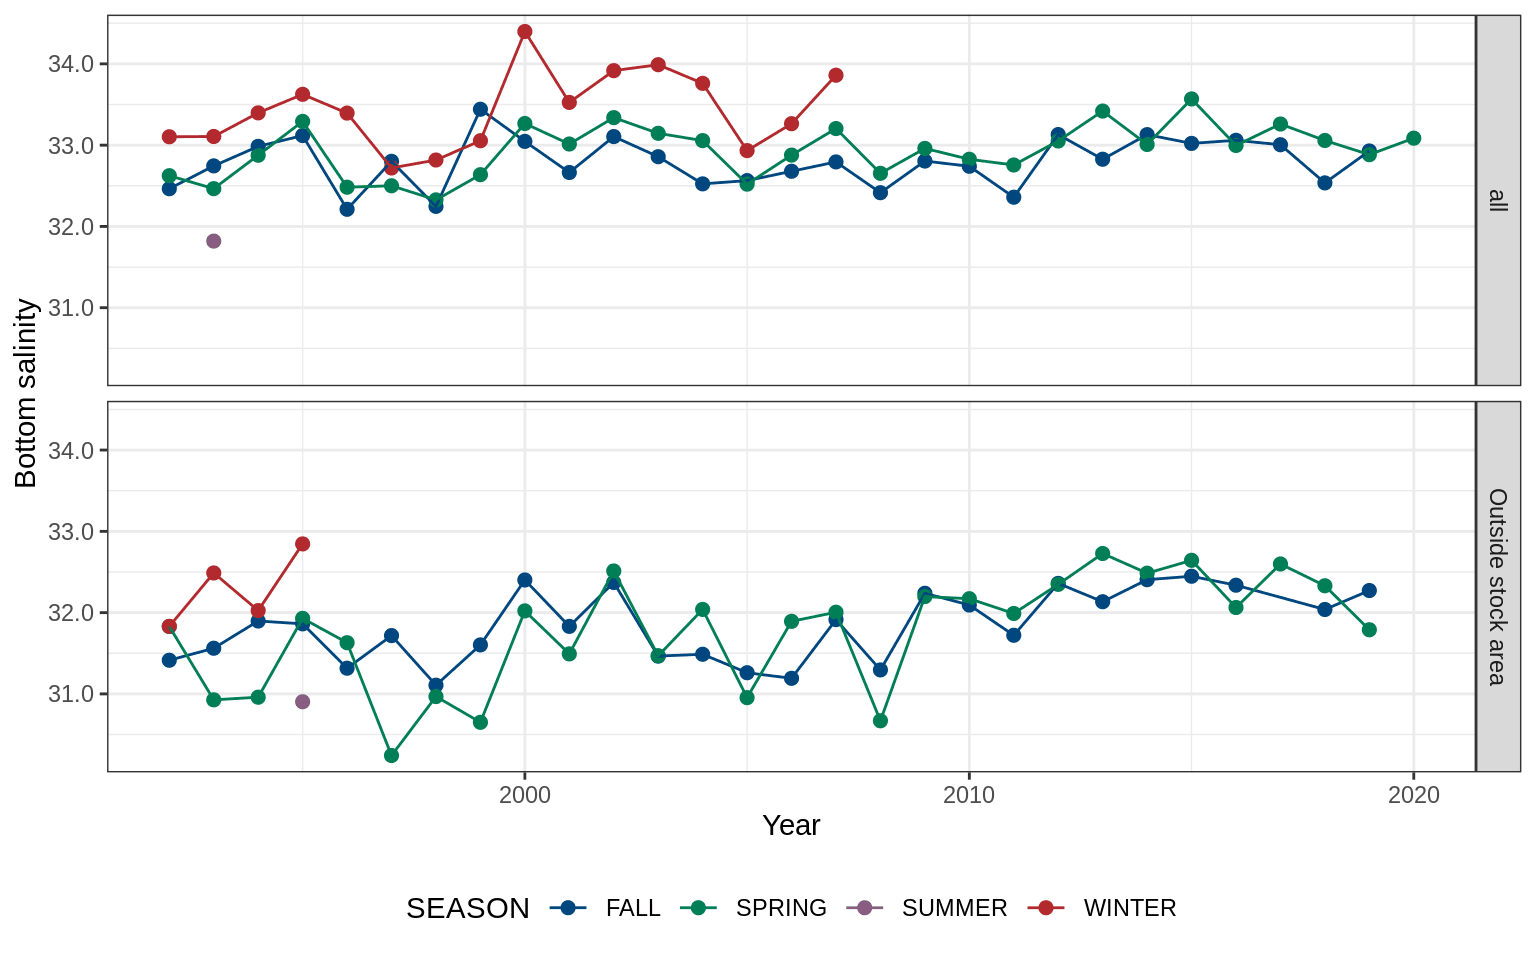 34.0
33.0
32.0
31.0
all
Bottom salinity
34.0
33.0
32.0
31.0
Outside stock area
2000 2010 2020
Year
SEASON FALL SPRING SUMMER WINTER